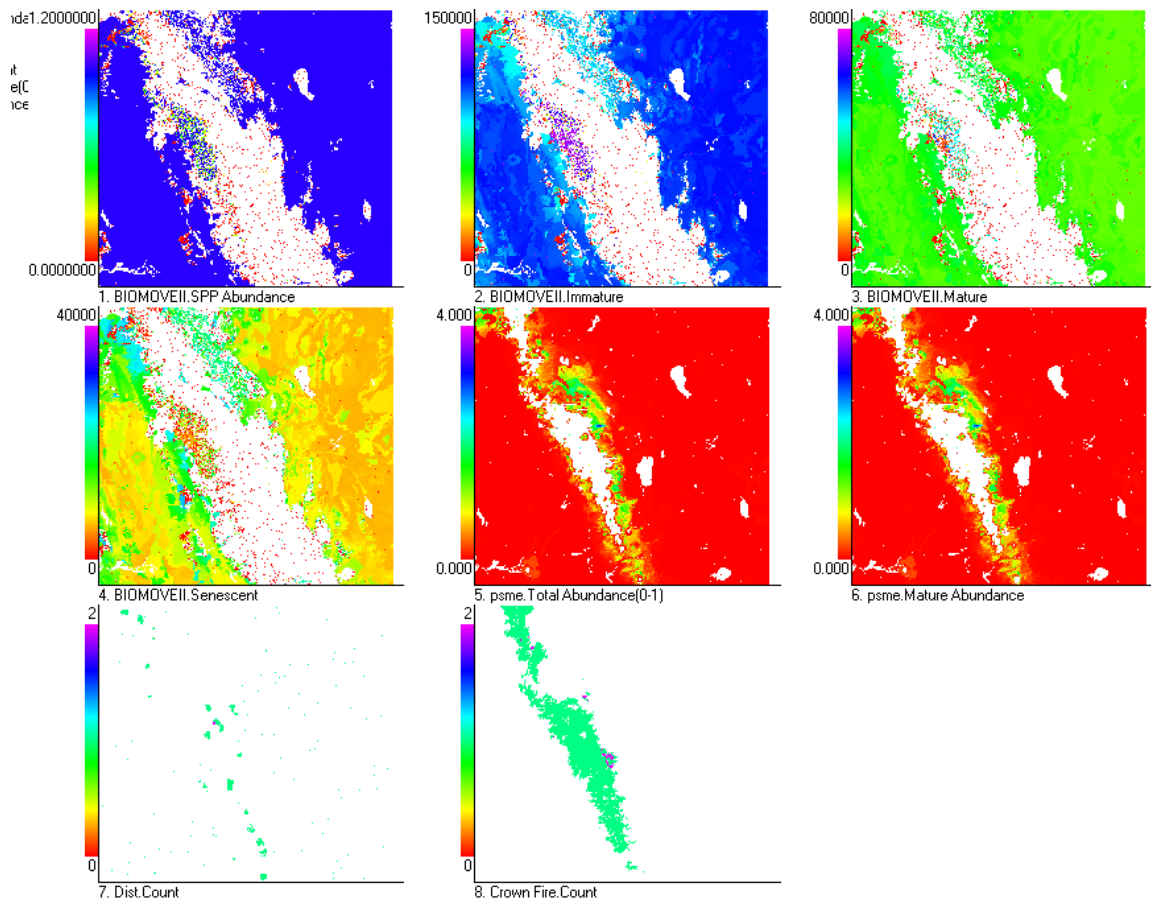 1.2000000
0.0000000
1. BIOMOVEII.SPP Abundance
150000
0
2. BIOMOVEII.Immature
80000
0
3. BIOMOVEII.Mature
40000
0
4. BIOMOVEII.Senescent
4.000
0.000
5. psme.Total Abundance(0-1)
4.000
0.000
6. psme.Mature Abundance
2
0
7. Dist.Count
2
0
8. Crown Fire.Count